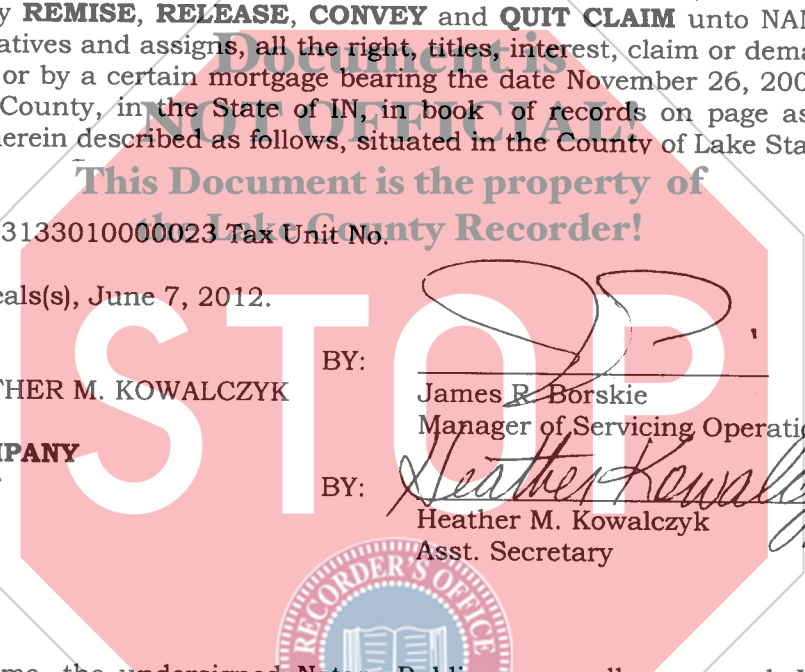 y REMISE, RELEASE, CONVEY and QUIT CLAIM unto NA
atives and assigns, all the right, titles, interest, claim or dema
Document is
or by a certain mortgage bearing the date November 26, 200
County, in the State of IN, in book of records on page as
NOT OFFICIAL!
erein described as follows, situated in the County of Lake Sta
This Document is the property of
the Lake County Recorder!
3133010000023 Tax Unit No.
eals(s), June 7, 2012.
STOP
BY:
THER M. KOWALCZYK
James R. Borskie
Manager of Servicing Operati
MPANY
BY: Heather Kowalcz
Heather M. Kowalczyk
Asst. Secretary
RECORDER'S OFFICE